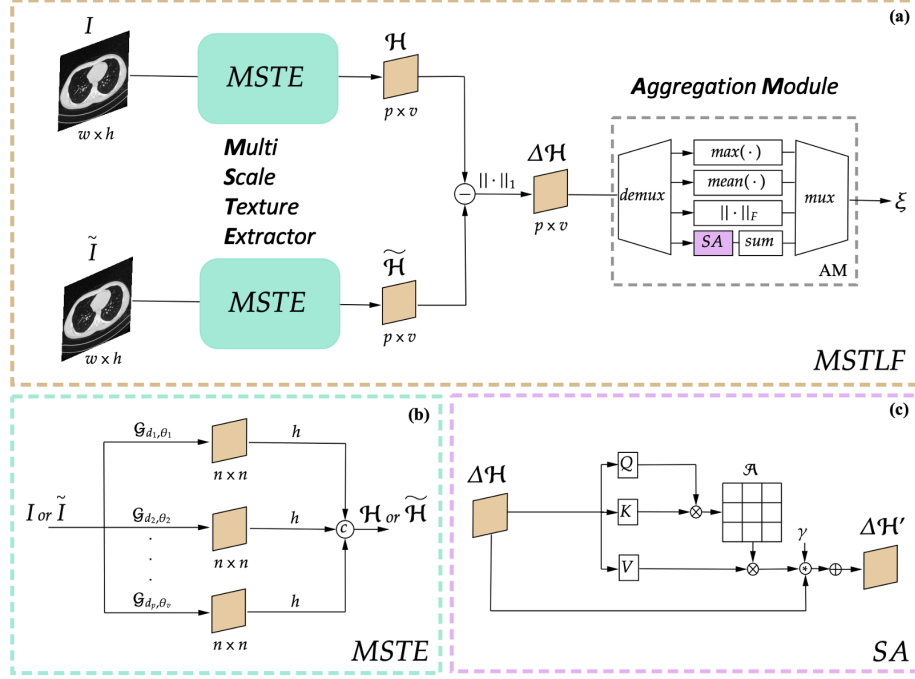 (a)
I
w × h
MSTE
ℋ
p × v
Multi
Scale
Texture
Extractor
Ĩ
w × h
MSTE
ℋ̃
p × v
−
|| · ||₁
Δℋ
p × v
Aggregation Module
demux
max( · )
mean( · )
|| · ||F
SA
sum
mux
AM
ξ
MSTLF
(b)
I or Ĩ
𝒢d₁,θ₁
n × n
h
𝒢d₂,θ₂
n × n
h
.
.
.
𝒢dₚ,θᵥ
n × n
h
c
ℋ or ℋ̃
MSTE
(c)
Δℋ
Q
K
V
⊗
𝒜
⊗
γ
*
⊕
Δℋ'
SA